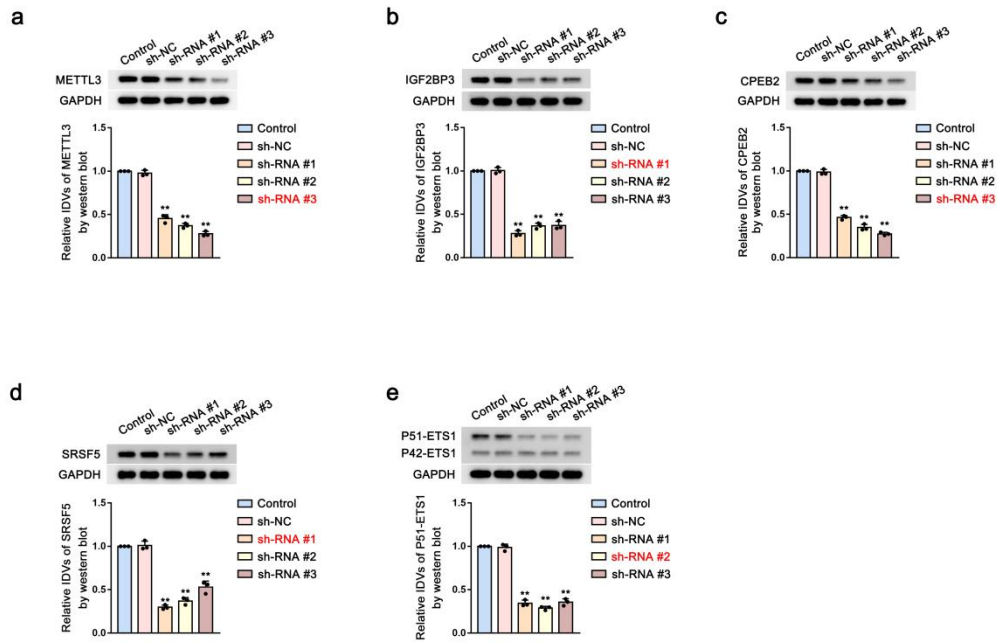 a
Control
sh-NC
sh-RNA #1
sh-RNA #2
sh-RNA #3
METTL3
GAPDH
Relative IDVs of METTL3
by western blot
1.5
1.0
0.5
0.0
**
**
**
Control
sh-NC
sh-RNA #1
sh-RNA #2
sh-RNA #3
b
Control
sh-NC
sh-RNA #1
sh-RNA #2
sh-RNA #3
IGF2BP3
GAPDH
Relative IDVs of IGF2BP3
by western blot
1.5
1.0
0.5
0.0
**
**
**
Control
sh-NC
sh-RNA #1
sh-RNA #2
sh-RNA #3
c
Control
sh-NC
sh-RNA #1
sh-RNA #2
sh-RNA #3
CPEB2
GAPDH
Relative IDVs of CPEB2
by western blot
1.5
1.0
0.5
0.0
**
**
**
Control
sh-NC
sh-RNA #1
sh-RNA #2
sh-RNA #3
d
Control
sh-NC
sh-RNA #1
sh-RNA #2
sh-RNA #3
SRSF5
GAPDH
Relative IDVs of SRSF5
by western blot
1.5
1.0
0.5
0.0
**
**
**
Control
sh-NC
sh-RNA #1
sh-RNA #2
sh-RNA #3
e
Control
sh-NC
sh-RNA #1
sh-RNA #2
sh-RNA #3
P51-ETS1
P42-ETS1
GAPDH
Relative IDVs of P51-ETS1
by western blot
1.5
1.0
0.5
0.0
**
**
**
Control
sh-NC
sh-RNA #1
sh-RNA #2
sh-RNA #3